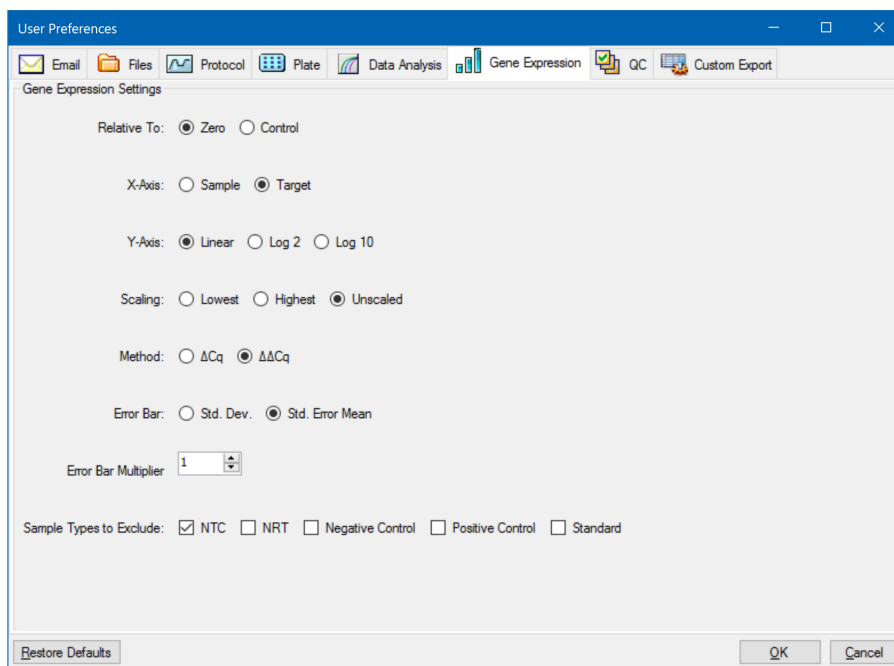 User Preferences
Email Files Protocol Plate Data Analysis Gene Expression QC Custom Export
Gene Expression Settings
Relative To: Zero Control
X-Axis: Sample Target
Y-Axis: Linear Log 2 Log 10
Scaling: Lowest Highest Unscaled
Method: ΔCq ΔΔCq
Error Bar: Std. Dev. Std. Error Mean
Error Bar Multiplier 1
Sample Types to Exclude: NTC NRT Negative Control Positive Control Standard
Restore Defaults OK Cancel